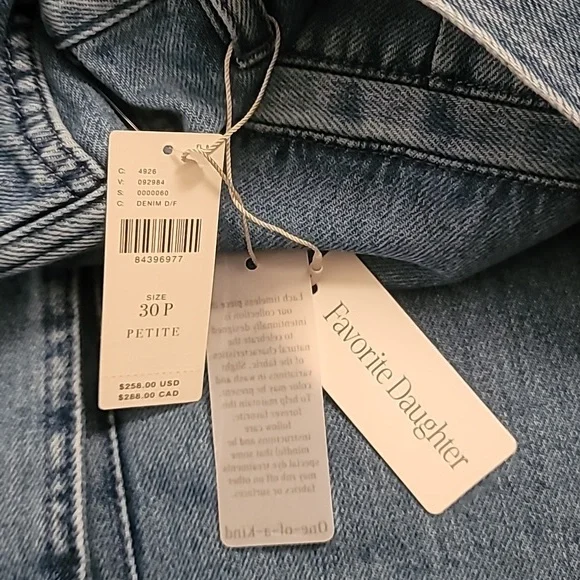 C: 4926
V: 092984
S: 0000060
C: DENIM D/F
84396977
SIZE
30 P
PETITE
$258.00 USD
$288.00 CAD
Each timeless piece in
our collection is
intentionally designed
to celebrate the
natural characteristics
of the fabric. Slight
variations in wash and
color may be present.
To help maintain this
forever favorite,
follow care
instructions and be
mindful that some
special dye treatments
may rub off on other
fabrics or surfaces.
One-of-a-Kind
Favorite Daughter